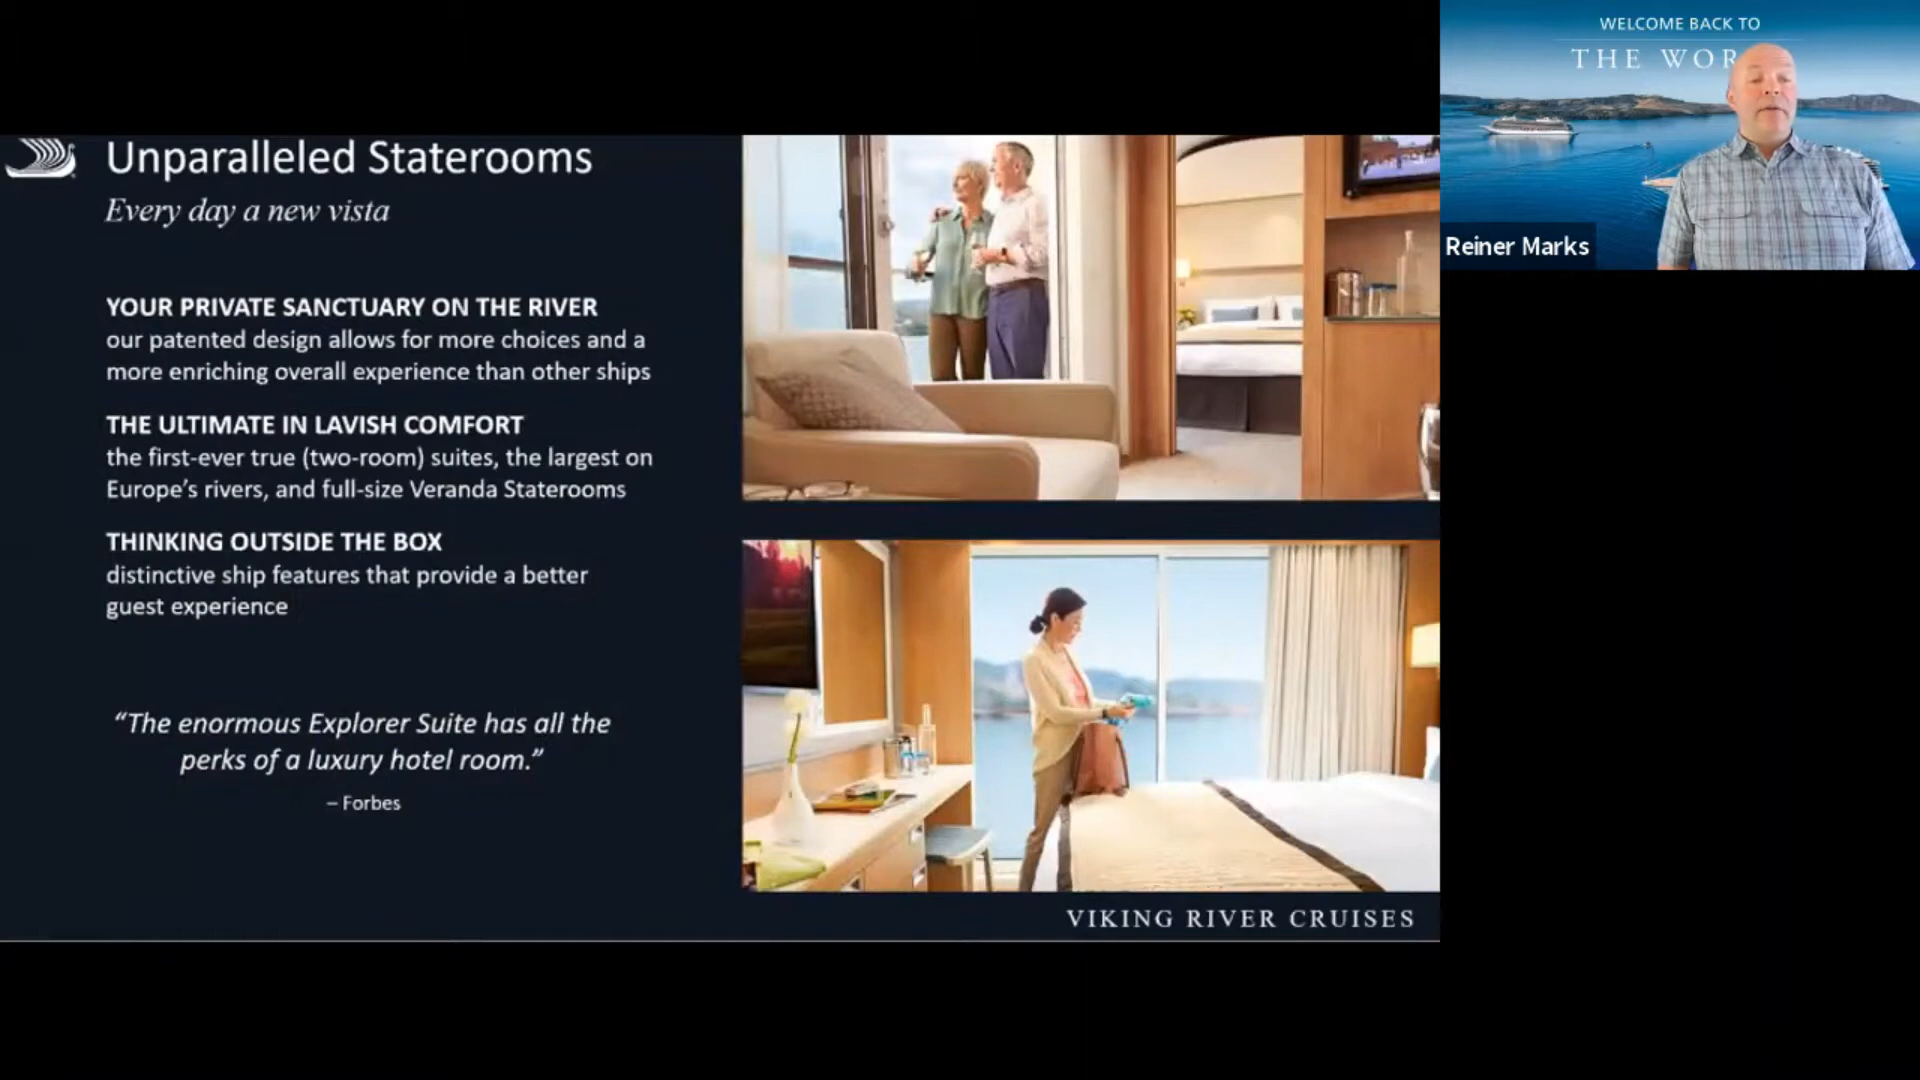 Unparalleled Staterooms
Every day a new vista
YOUR PRIVATE SANCTUARY ON THE RIVER
our patented design allows for more choices and a
more enriching overall experience than other ships
THE ULTIMATE IN LAVISH COMFORT
the first-ever true (two-room) suites, the largest on
Europe’s rivers, and full-size Veranda Staterooms
THINKING OUTSIDE THE BOX
distinctive ship features that provide a better
guest experience
“The enormous Explorer Suite has all the
perks of a luxury hotel room.”
– Forbes
VIKING RIVER CRUISES
WELCOME BACK TO
THE WOR
Reiner Marks